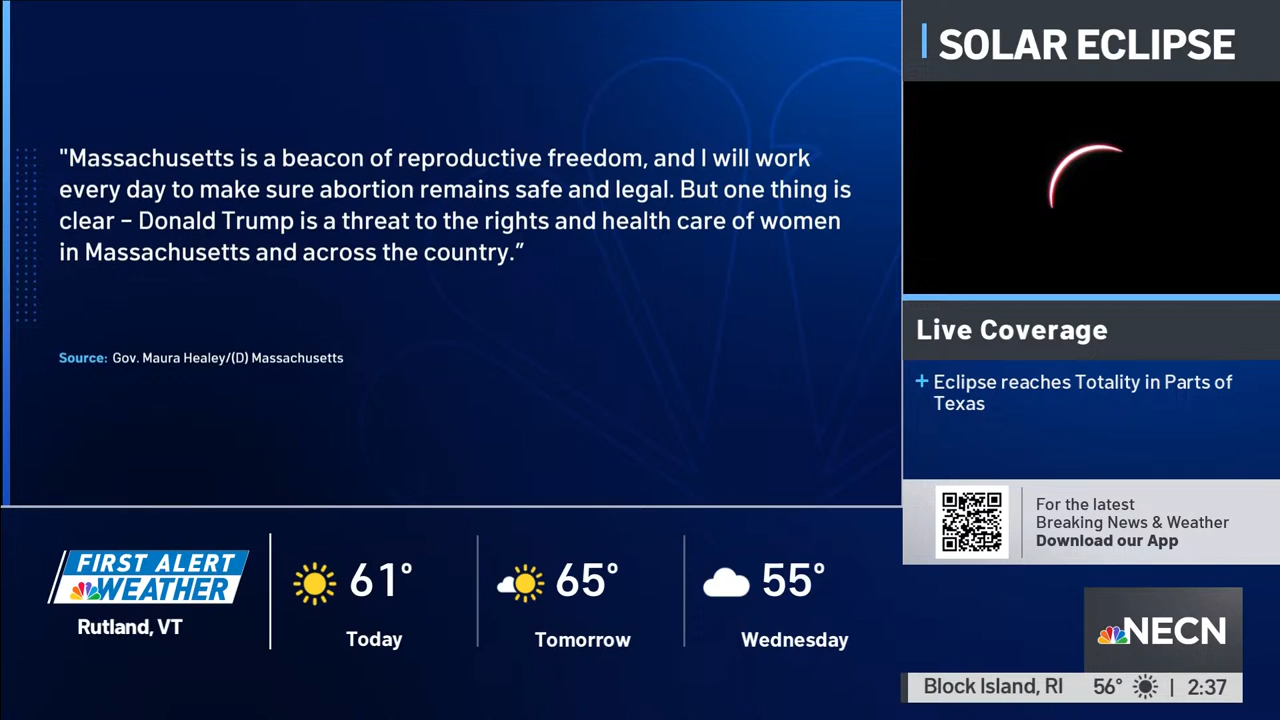 "Massachusetts is a beacon of reproductive freedom, and I will work
every day to make sure abortion remains safe and legal. But one thing is
clear – Donald Trump is a threat to the rights and health care of women
in Massachusetts and across the country.”
Source: Gov. Maura Healey/(D) Massachusetts
SOLAR ECLIPSE
Live Coverage
+ Eclipse reaches Totality in Parts of
Texas
For the latest
Breaking News & Weather
Download our App
FIRST ALERT
WEATHER
Rutland, VT
61°
Today
65°
Tomorrow
55°
Wednesday
NECN
Block Island, RI 56° | 2:37